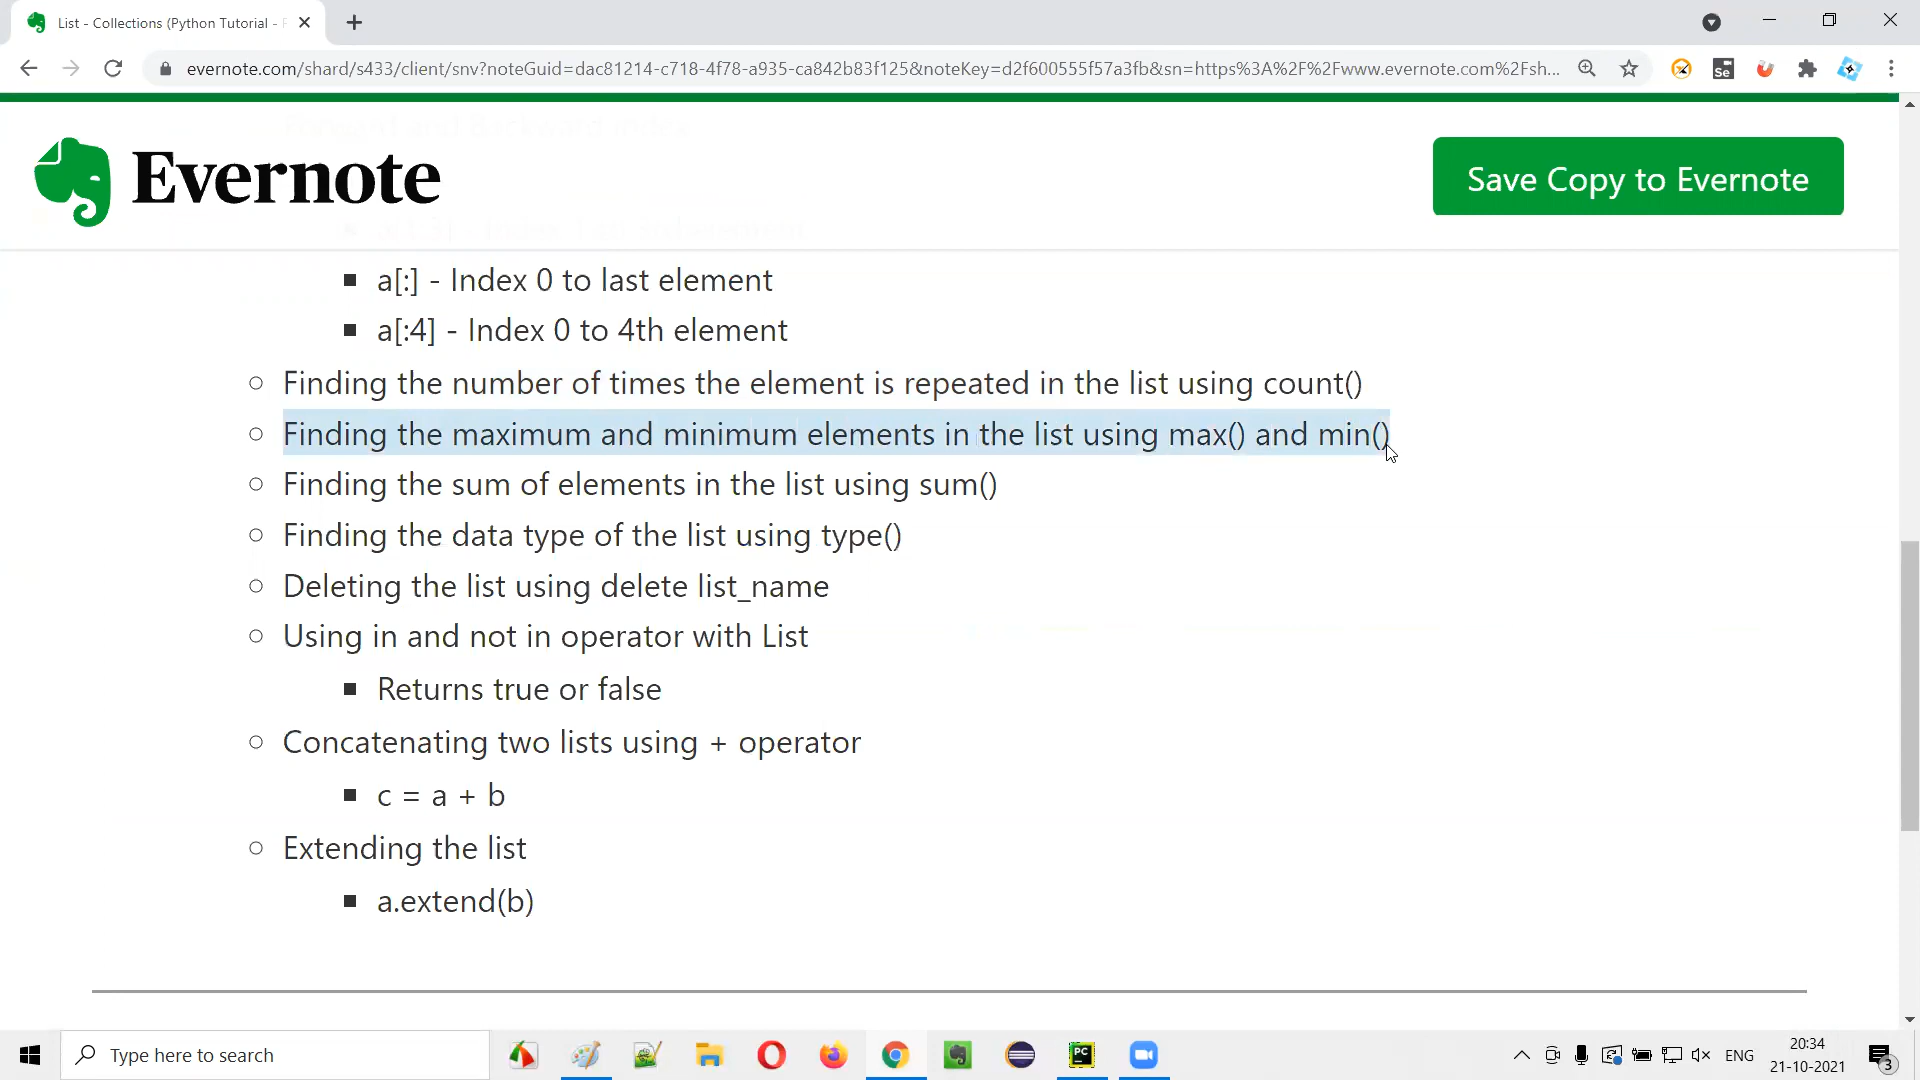 List - Collections (Python Tutorial -
evernote.com/shard/s433/client/snv?noteGuid=dac81214-c718-4f78-a935-ca842b83f125&noteKey=d2f600555f57a3fb&sn=https%3A%2F%2Fwww.evernote.com%2Fsh...
Se
Evernote
Save Copy to Evernote
a[:] - Index 0 to last element
a[:4] - Index 0 to 4th element
Finding the number of times the element is repeated in the list using count()
Finding the maximum and minimum elements in the list using max() and min()
Finding the sum of elements in the list using sum()
Finding the data type of the list using type()
Deleting the list using delete list_name
Using in and not in operator with List
Returns true or false
Concatenating two lists using + operator
c = a + b
Extending the list
a.extend(b)
Type here to search
PC
ENG
20:34
21-10-2021
3